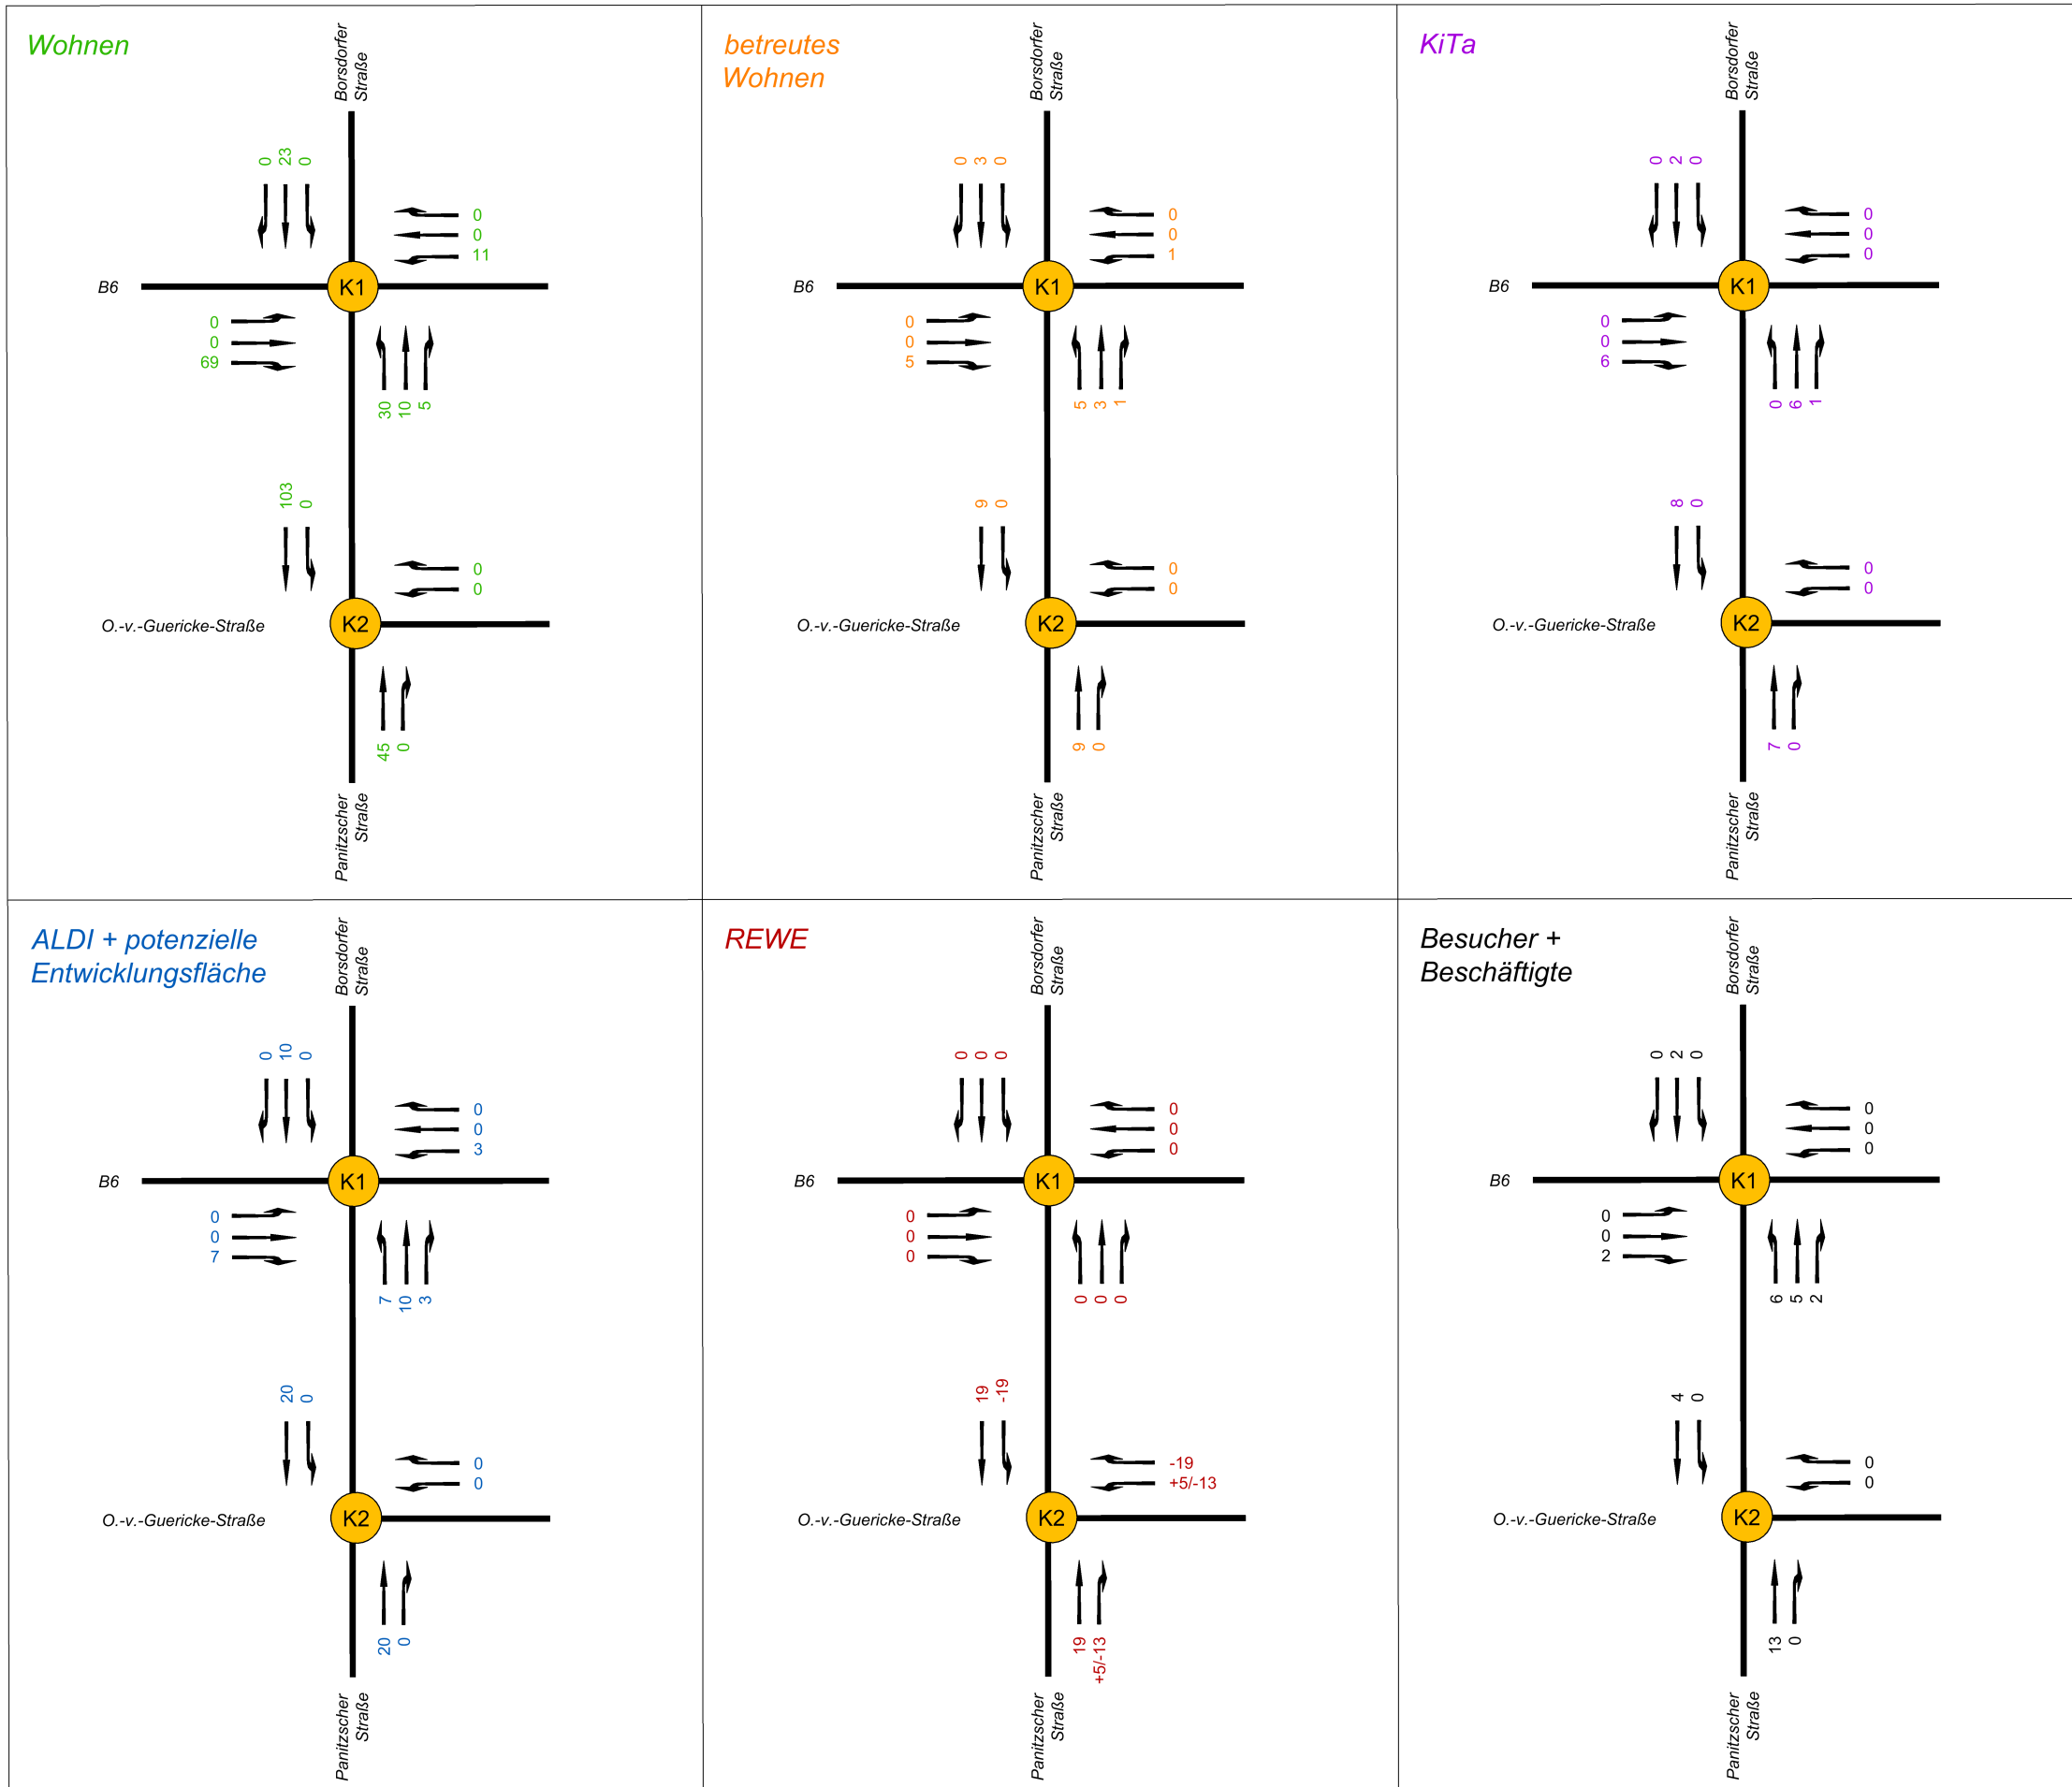 Wohnen
Borsdorfer
Straße
0 23 0
0
0
11
B6
K1
0
0
69
30 10 5
103 0
0
0
O.-v.-Guericke-Straße
K2
45 0
Panitzscher
Straße
betreutes
Wohnen
Borsdorfer
Straße
0 3 0
0
0
1
B6
K1
0
0
5
5 3 1
9 0
0
0
O.-v.-Guericke-Straße
K2
9 0
Panitzscher
Straße
KiTa
Borsdorfer
Straße
0 2 0
0
0
0
B6
K1
0
0
6
0 6 1
8 0
0
0
O.-v.-Guericke-Straße
K2
7 0
Panitzscher
Straße
ALDI + potenzielle
Entwicklungsfläche
Borsdorfer
Straße
0 10 0
0
0
3
B6
K1
0
0
7
7 10 3
20 0
0
0
O.-v.-Guericke-Straße
K2
20 0
Panitzscher
Straße
REWE
Borsdorfer
Straße
0 0 0
0
0
0
B6
K1
0
0
0
0 0 0
19 -19
-19
+5/-13
O.-v.-Guericke-Straße
K2
19 +5/-13
Panitzscher
Straße
Besucher +
Beschäftigte
Borsdorfer
Straße
0 2 0
0
0
0
B6
K1
0
0
2
6 5 2
4 0
0
0
O.-v.-Guericke-Straße
K2
13 0
Panitzscher
Straße